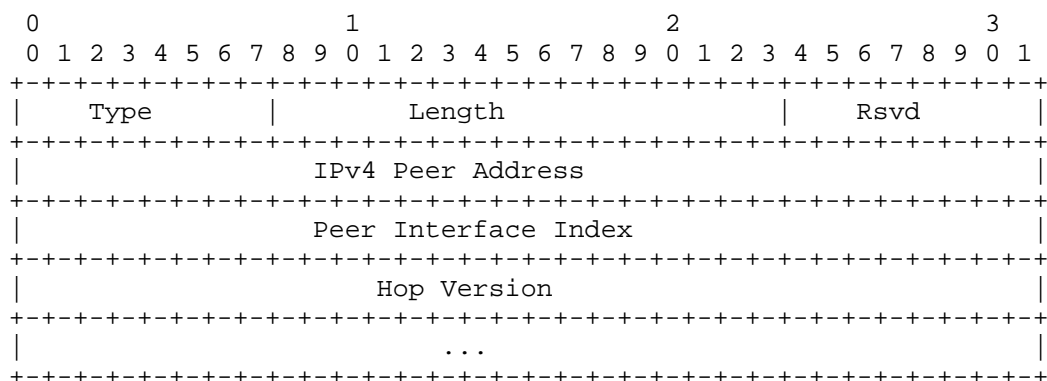 0                   1                   2                   3
 0 1 2 3 4 5 6 7 8 9 0 1 2 3 4 5 6 7 8 9 0 1 2 3 4 5 6 7 8 9 0 1
+-+-+-+-+-+-+-+-+-+-+-+-+-+-+-+-+-+-+-+-+-+-+-+-+-+-+-+-+-+-+-+-+
|    Type       |        Length                 |    Rsvd       |
+-+-+-+-+-+-+-+-+-+-+-+-+-+-+-+-+-+-+-+-+-+-+-+-+-+-+-+-+-+-+-+-+
|                  IPv4 Peer Address                            |
+-+-+-+-+-+-+-+-+-+-+-+-+-+-+-+-+-+-+-+-+-+-+-+-+-+-+-+-+-+-+-+-+
|                  Peer Interface Index                         |
+-+-+-+-+-+-+-+-+-+-+-+-+-+-+-+-+-+-+-+-+-+-+-+-+-+-+-+-+-+-+-+-+
|                      Hop Version                              |
+-+-+-+-+-+-+-+-+-+-+-+-+-+-+-+-+-+-+-+-+-+-+-+-+-+-+-+-+-+-+-+-+
|                          ...                                  |
+-+-+-+-+-+-+-+-+-+-+-+-+-+-+-+-+-+-+-+-+-+-+-+-+-+-+-+-+-+-+-+-+